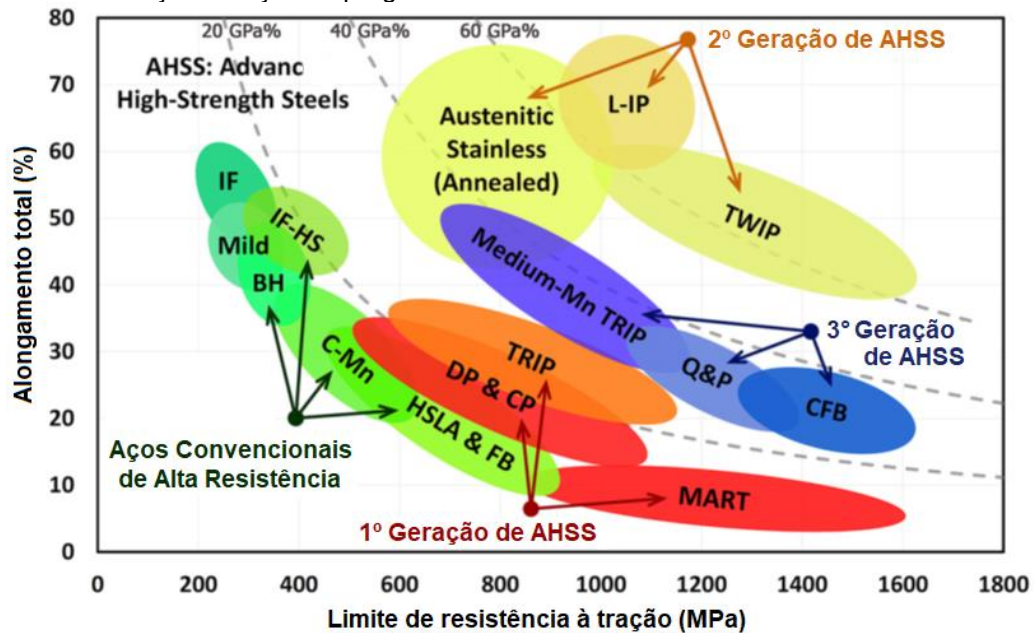 20 GPa%
40 GPa%
60 GPa%
2º Geração de AHSS
AHSS: Advanc
High-Strength Steels
Austenitic
Stainless
(Annealed)
L-IP
TWIP
IF
IF-HS
Mild
BH
Medium-Mn TRIP
3° Geração
de AHSS
C-Mn
TRIP
DP & CP
Q&P
CFB
HSLA & FB
Aços Convencionais
de Alta Resistência
MART
1º Geração de AHSS
Alongamento total (%)
80
70
60
50
40
30
20
10
0
0 200 400 600 800 1000 1200 1400 1600 1800
Limite de resistência à tração (MPa)